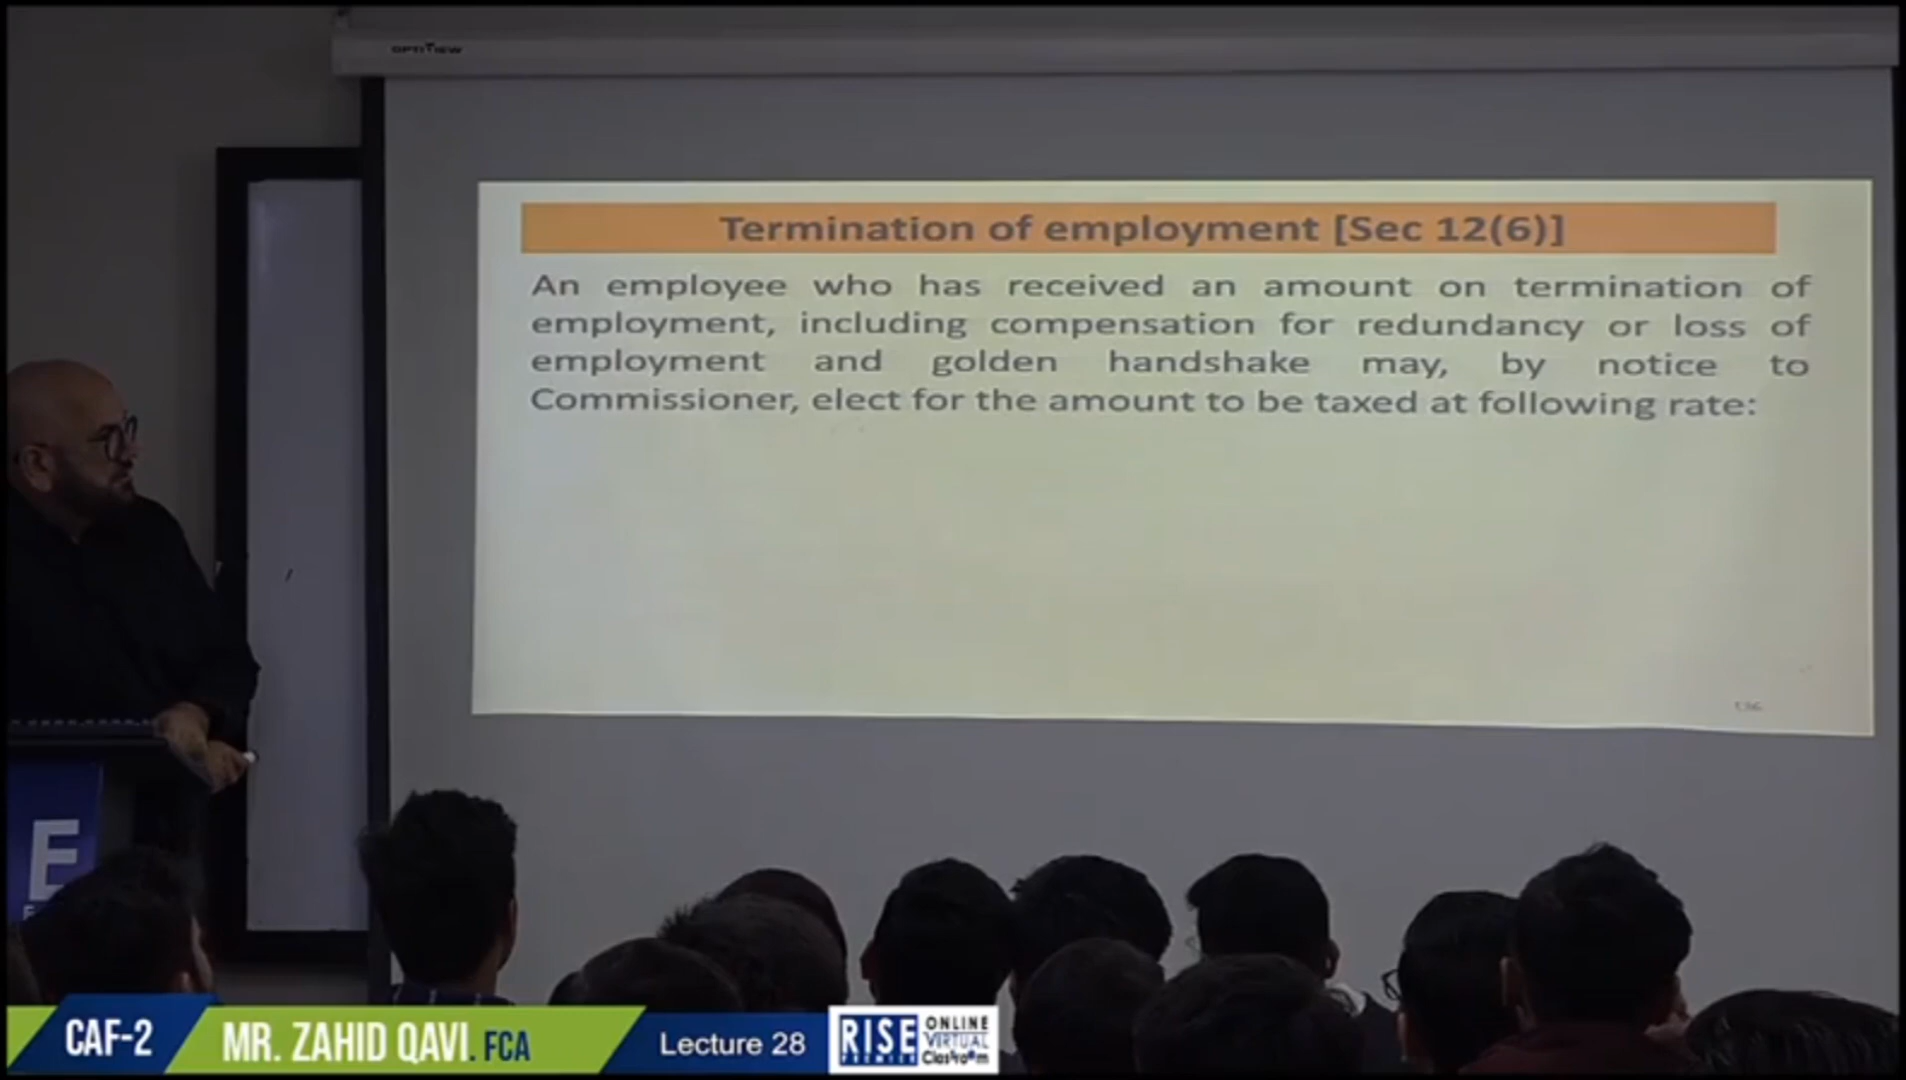 OPTIVIEW
Termination of employment [Sec 12(6)]
An employee who has received an amount on termination of
employment, including compensation for redundancy or loss of
employment and golden handshake may, by notice to
Commissioner, elect for the amount to be taxed at following rate:
E
CAF-2
MR. ZAHID QAVI. FCA
Lecture 28
RISE
PREMIER
ONLINE
VIRTUAL
Classroom